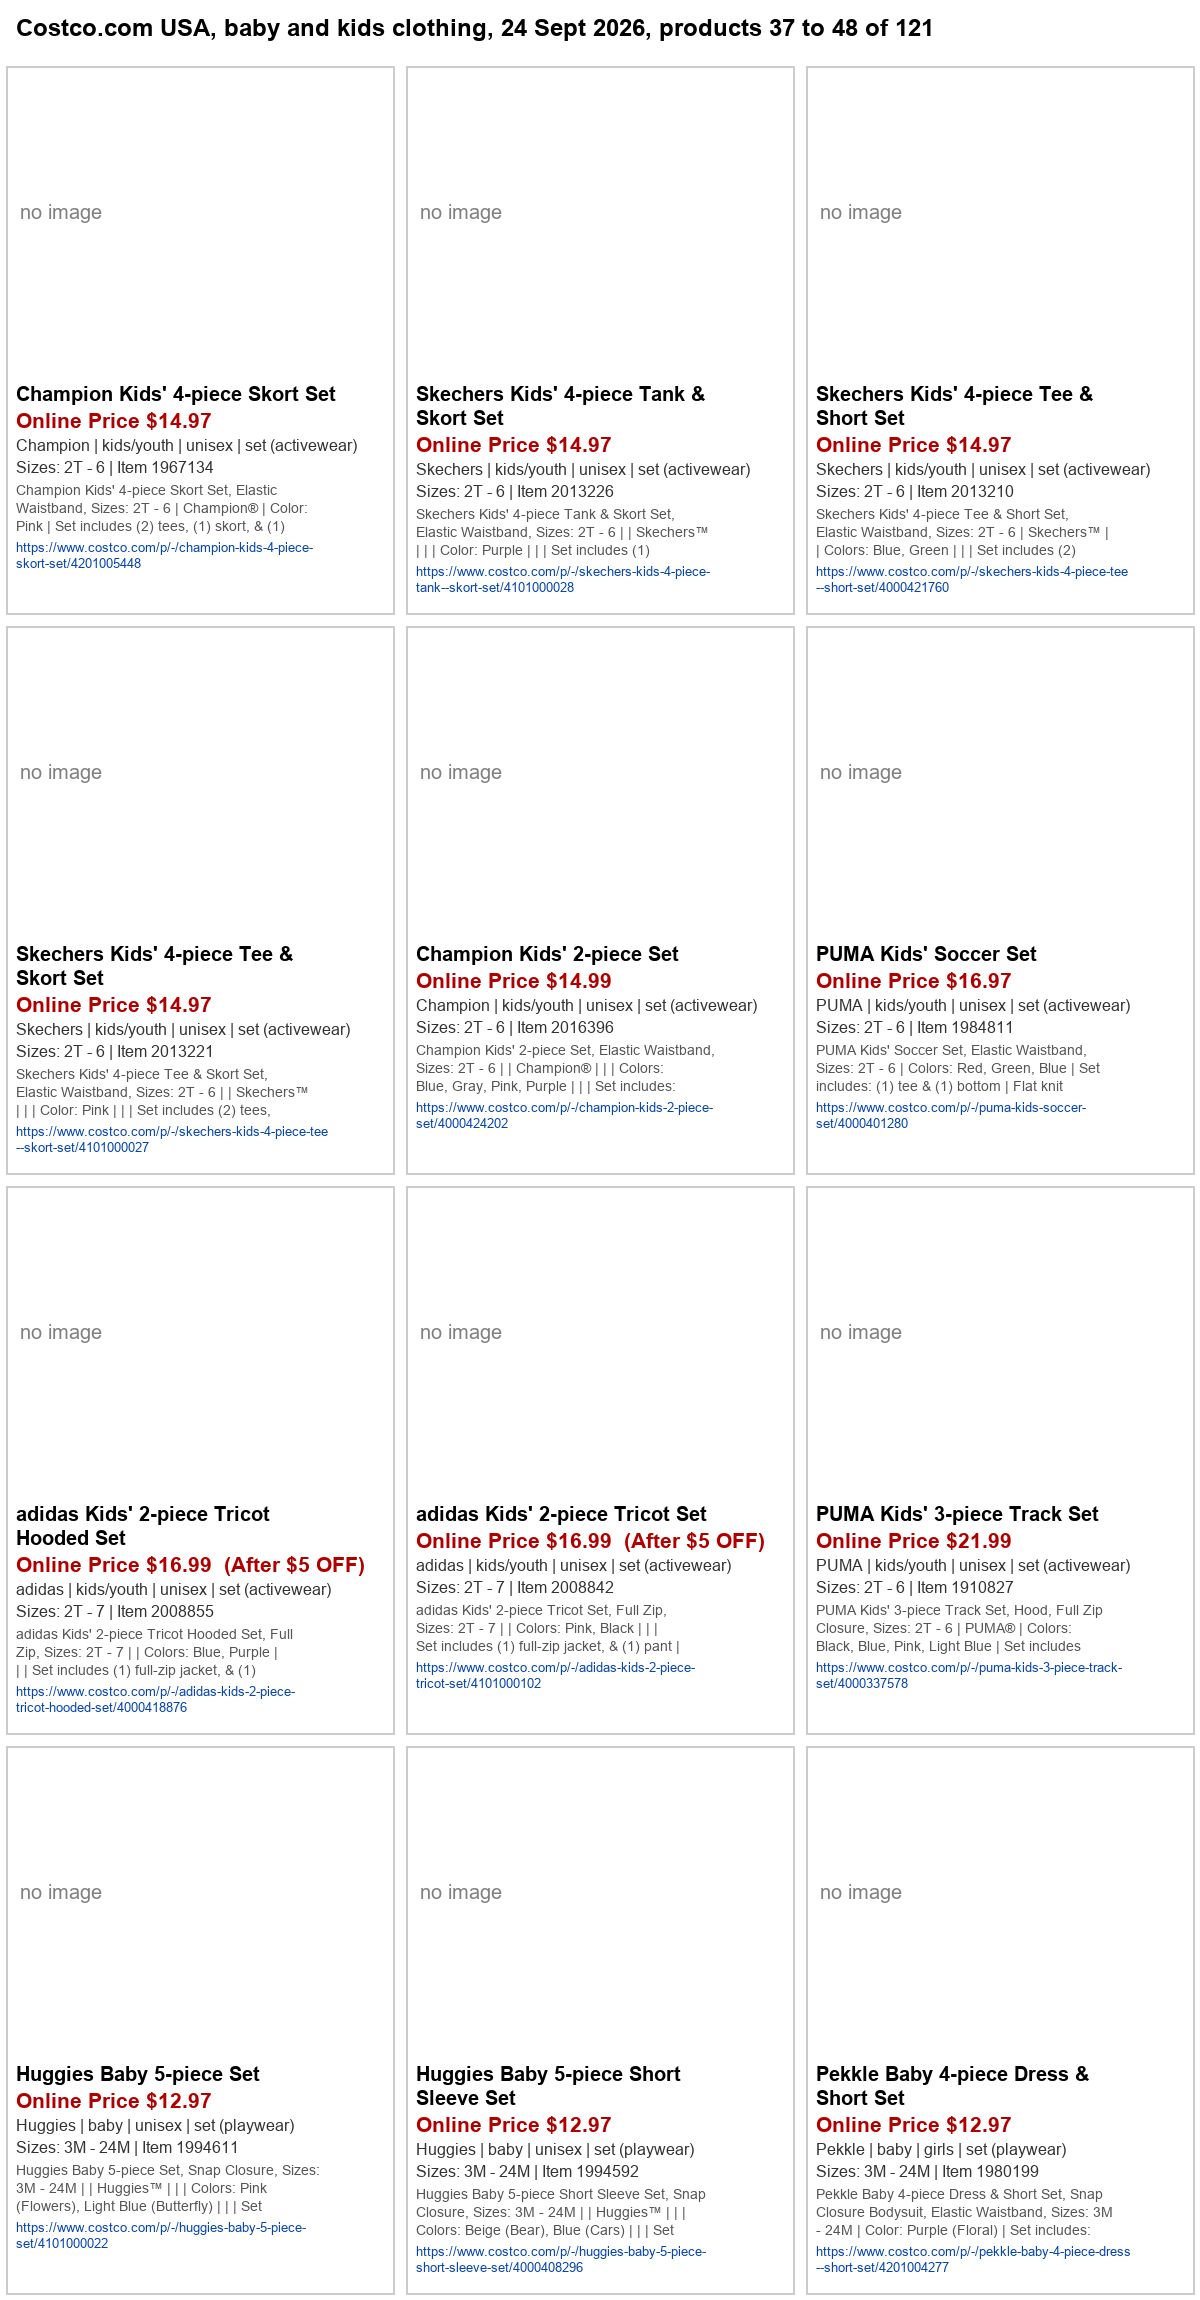 Costco.com USA, baby and kids clothing, 24 Sept 2026, products 37 to 48 of 121
no image
Champion Kids' 4-piece Skort Set
Online Price $14.97
Champion | kids/youth | unisex | set (activewear)
Sizes: 2T - 6 | Item 1967134
Champion Kids' 4-piece Skort Set, Elastic
Waistband, Sizes: 2T - 6 | Champion® | Color:
Pink | Set includes (2) tees, (1) skort, & (1)
https://www.costco.com/p/-/champion-kids-4-piece-
skort-set/4201005448
no image
Skechers Kids' 4-piece Tank &
Skort Set
Online Price $14.97
Skechers | kids/youth | unisex | set (activewear)
Sizes: 2T - 6 | Item 2013226
Skechers Kids' 4-piece Tank & Skort Set,
Elastic Waistband, Sizes: 2T - 6 | | Skechers™
| | | Color: Purple | | | Set includes (1)
https://www.costco.com/p/-/skechers-kids-4-piece-
tank--skort-set/4101000028
no image
Skechers Kids' 4-piece Tee &
Short Set
Online Price $14.97
Skechers | kids/youth | unisex | set (activewear)
Sizes: 2T - 6 | Item 2013210
Skechers Kids' 4-piece Tee & Short Set,
Elastic Waistband, Sizes: 2T - 6 | Skechers™ |
| Colors: Blue, Green | | | Set includes (2)
https://www.costco.com/p/-/skechers-kids-4-piece-tee
--short-set/4000421760
no image
Skechers Kids' 4-piece Tee &
Skort Set
Online Price $14.97
Skechers | kids/youth | unisex | set (activewear)
Sizes: 2T - 6 | Item 2013221
Skechers Kids' 4-piece Tee & Skort Set,
Elastic Waistband, Sizes: 2T - 6 | | Skechers™
| | | Color: Pink | | | Set includes (2) tees,
https://www.costco.com/p/-/skechers-kids-4-piece-tee
--skort-set/4101000027
no image
Champion Kids' 2-piece Set
Online Price $14.99
Champion | kids/youth | unisex | set (activewear)
Sizes: 2T - 6 | Item 2016396
Champion Kids' 2-piece Set, Elastic Waistband,
Sizes: 2T - 6 | | Champion® | | | Colors:
Blue, Gray, Pink, Purple | | | Set includes:
https://www.costco.com/p/-/champion-kids-2-piece-
set/4000424202
no image
PUMA Kids' Soccer Set
Online Price $16.97
PUMA | kids/youth | unisex | set (activewear)
Sizes: 2T - 6 | Item 1984811
PUMA Kids' Soccer Set, Elastic Waistband,
Sizes: 2T - 6 | Colors: Red, Green, Blue | Set
includes: (1) tee & (1) bottom | Flat knit
https://www.costco.com/p/-/puma-kids-soccer-
set/4000401280
no image
adidas Kids' 2-piece Tricot
Hooded Set
Online Price $16.99  (After $5 OFF)
adidas | kids/youth | unisex | set (activewear)
Sizes: 2T - 7 | Item 2008855
adidas Kids' 2-piece Tricot Hooded Set, Full
Zip, Sizes: 2T - 7 | | Colors: Blue, Purple |
| | Set includes (1) full-zip jacket, & (1)
https://www.costco.com/p/-/adidas-kids-2-piece-
tricot-hooded-set/4000418876
no image
adidas Kids' 2-piece Tricot Set
Online Price $16.99  (After $5 OFF)
adidas | kids/youth | unisex | set (activewear)
Sizes: 2T - 7 | Item 2008842
adidas Kids' 2-piece Tricot Set, Full Zip,
Sizes: 2T - 7 | | Colors: Pink, Black | | |
Set includes (1) full-zip jacket, & (1) pant |
https://www.costco.com/p/-/adidas-kids-2-piece-
tricot-set/4101000102
no image
PUMA Kids' 3-piece Track Set
Online Price $21.99
PUMA | kids/youth | unisex | set (activewear)
Sizes: 2T - 6 | Item 1910827
PUMA Kids' 3-piece Track Set, Hood, Full Zip
Closure, Sizes: 2T - 6 | PUMA® | Colors:
Black, Blue, Pink, Light Blue | Set includes
https://www.costco.com/p/-/puma-kids-3-piece-track-
set/4000337578
no image
Huggies Baby 5-piece Set
Online Price $12.97
Huggies | baby | unisex | set (playwear)
Sizes: 3M - 24M | Item 1994611
Huggies Baby 5-piece Set, Snap Closure, Sizes:
3M - 24M | | Huggies™ | | | Colors: Pink
(Flowers), Light Blue (Butterfly) | | | Set
https://www.costco.com/p/-/huggies-baby-5-piece-
set/4101000022
no image
Huggies Baby 5-piece Short
Sleeve Set
Online Price $12.97
Huggies | baby | unisex | set (playwear)
Sizes: 3M - 24M | Item 1994592
Huggies Baby 5-piece Short Sleeve Set, Snap
Closure, Sizes: 3M - 24M | | Huggies™ | | |
Colors: Beige (Bear), Blue (Cars) | | | Set
https://www.costco.com/p/-/huggies-baby-5-piece-
short-sleeve-set/4000408296
no image
Pekkle Baby 4-piece Dress &
Short Set
Online Price $12.97
Pekkle | baby | girls | set (playwear)
Sizes: 3M - 24M | Item 1980199
Pekkle Baby 4-piece Dress & Short Set, Snap
Closure Bodysuit, Elastic Waistband, Sizes: 3M
- 24M | Color: Purple (Floral) | Set includes:
https://www.costco.com/p/-/pekkle-baby-4-piece-dress
--short-set/4201004277